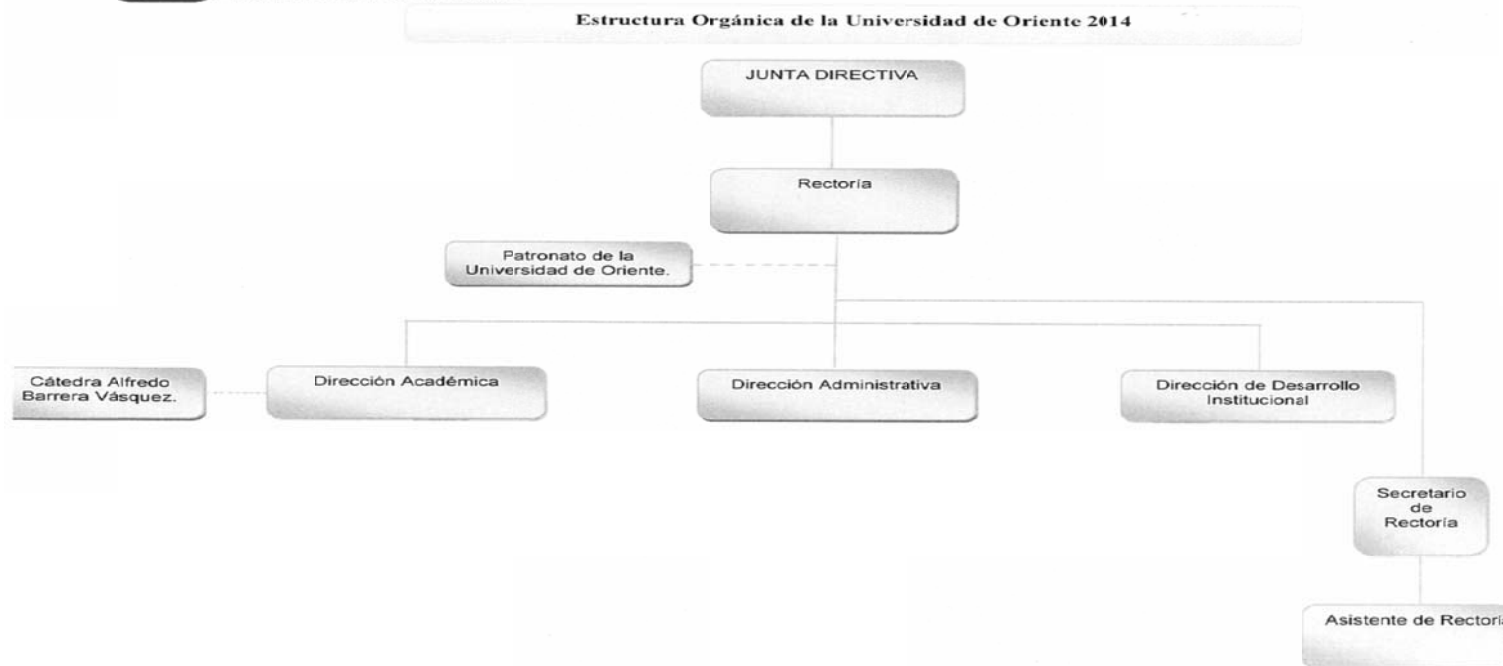 Estructura Orgánica de la Universidad de Oriente 2014
JUNTA DIRECTIVA
Rectoría
Patronato de la
Universidad de Oriente.
Cátedra Alfredo
Barrera Vásquez.
Dirección Académica
Dirección Administrativa
Dirección de Desarrollo
Institucional
Secretario
de
Rectoría
Asistente de Rectoría